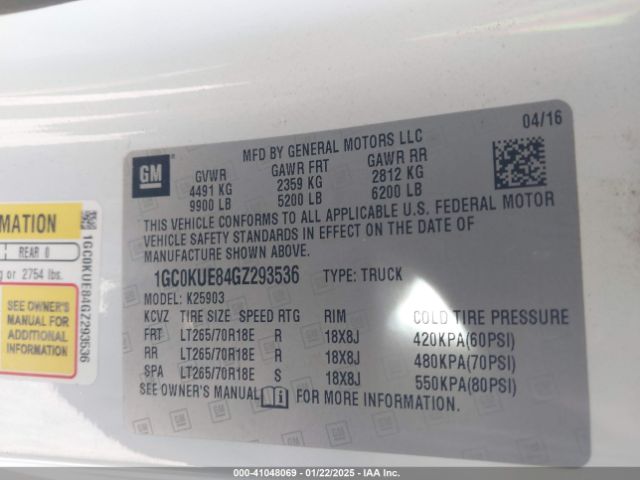 04/16
MFD BY GENERAL MOTORS LLC
GM
GVWR GAWR FRT GAWR RR
4491 KG 2359 KG 2812 KG
9900 LB 5200 LB 6200 LB
THIS VEHICLE CONFORMS TO ALL APPLICABLE U.S. FEDERAL MOTOR
VEHICLE SAFETY STANDARDS IN EFFECT ON THE DATE OF
MANUFACTURE SHOWN ABOVE.
1GC0KUE84GZ293536 TYPE: TRUCK
MODEL: K25903
KCVZ TIRE SIZE SPEED RTG RIM COLD TIRE PRESSURE
FRT LT265/70R18E R 18X8J 420KPA(60PSI)
RR LT265/70R18E R 18X8J 480KPA(70PSI)
SPA LT265/70R18E S 18X8J 550KPA(80PSI)
SEE OWNER'S MANUAL FOR MORE INFORMATION.
RMATION
REAR 0
g or 2754 lbs.
SEE OWNER'S
MANUAL FOR
ADDITIONAL
INFORMATION
1GC0KUE84GZ293536
000-41048069 - 01/22/2025 - IAA Inc.